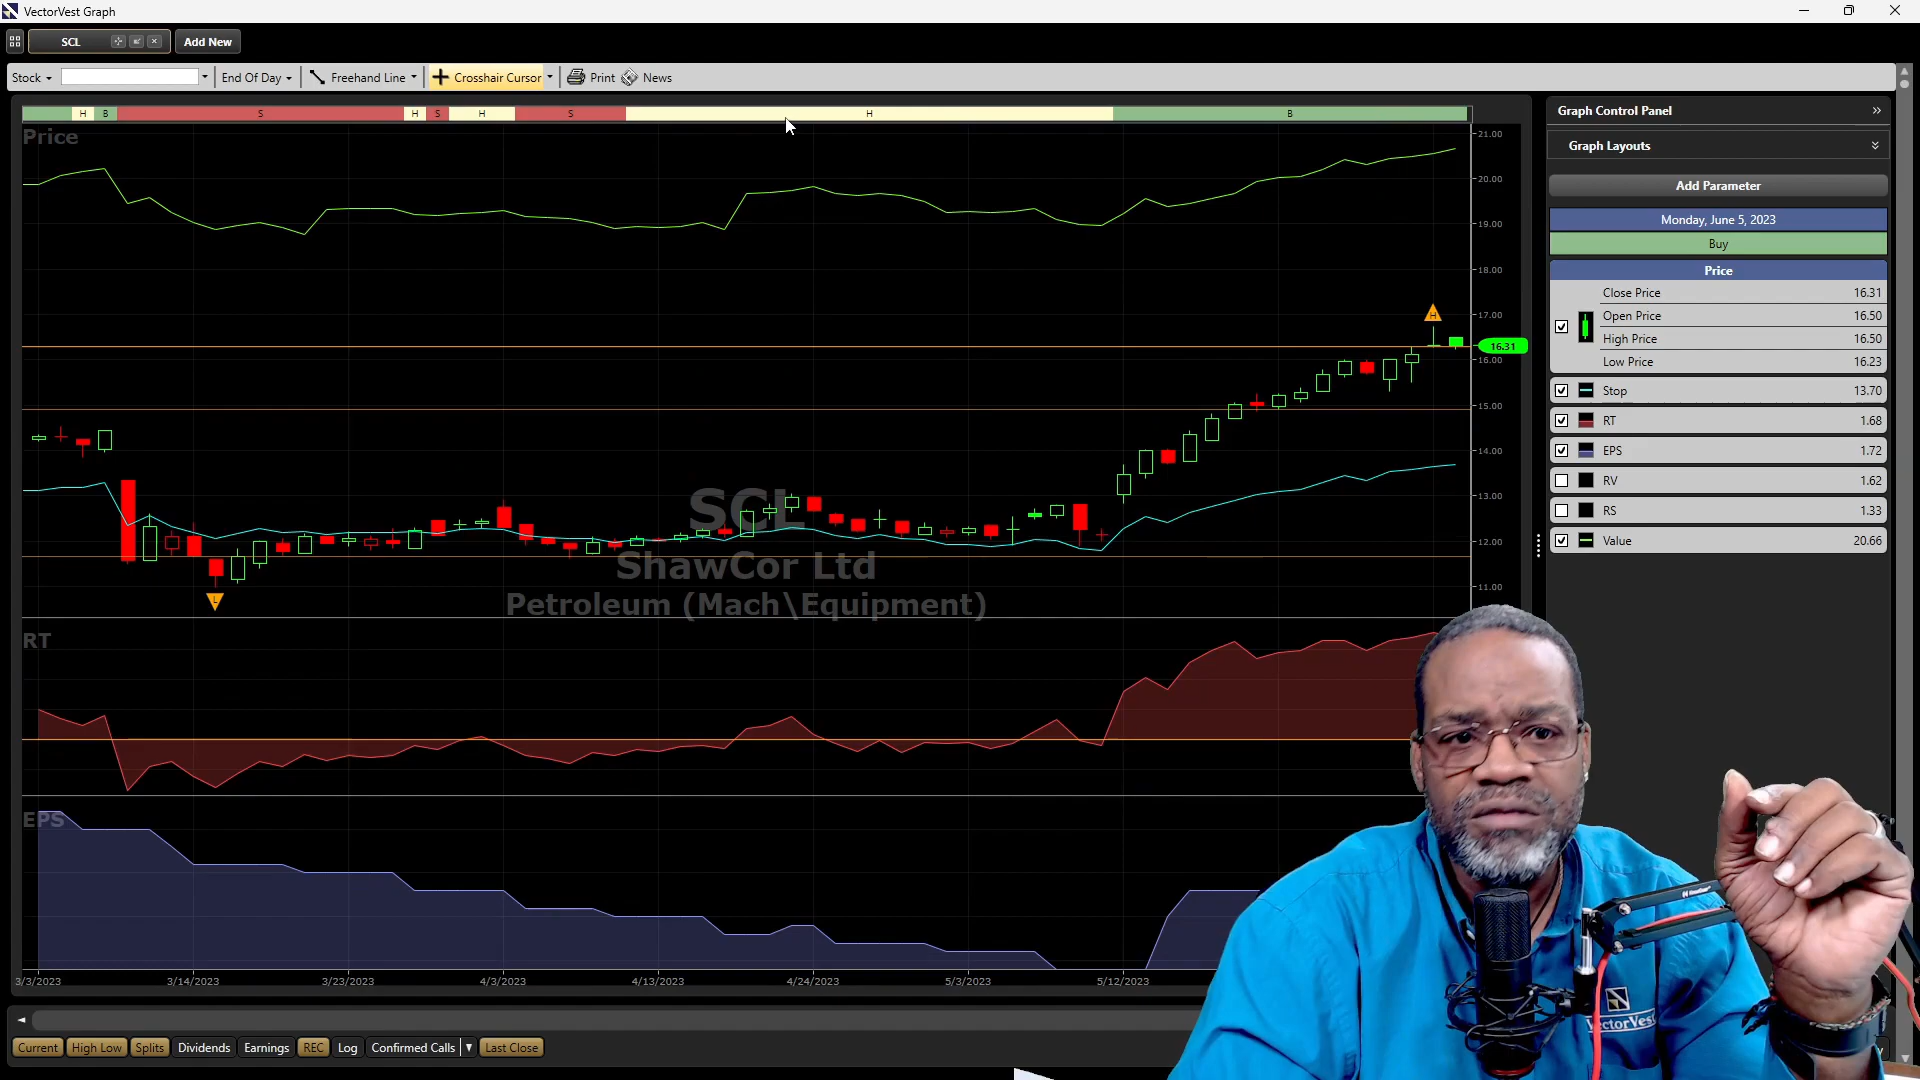 VectorVest Graph
SCL
Add New
Stock
End Of Day
Freehand Line
Crosshair Cursor
Print
News
H B S H S H S H B
Price
21.00
20.00
19.00
18.00
17.00
16.00
15.00
14.00
13.00
12.00
11.00
H
16.31
L
SCL
ShawCor Ltd
Petroleum (Mach\Equipment)
RT
EPS
3/3/2023 3/14/2023 3/23/2023 4/3/2023 4/13/2023 4/24/2023 5/3/2023 5/12/2023
Current High Low Splits Dividends Earnings REC Log Confirmed Calls Last Close
Graph Control Panel
Graph Layouts
Add Parameter
Monday, June 5, 2023
Buy
Price
Close Price 16.31
Open Price 16.50
High Price 16.50
Low Price 16.23
Stop 13.70
RT 1.68
EPS 1.72
RV 1.62
RS 1.33
Value 20.66
VectorVest